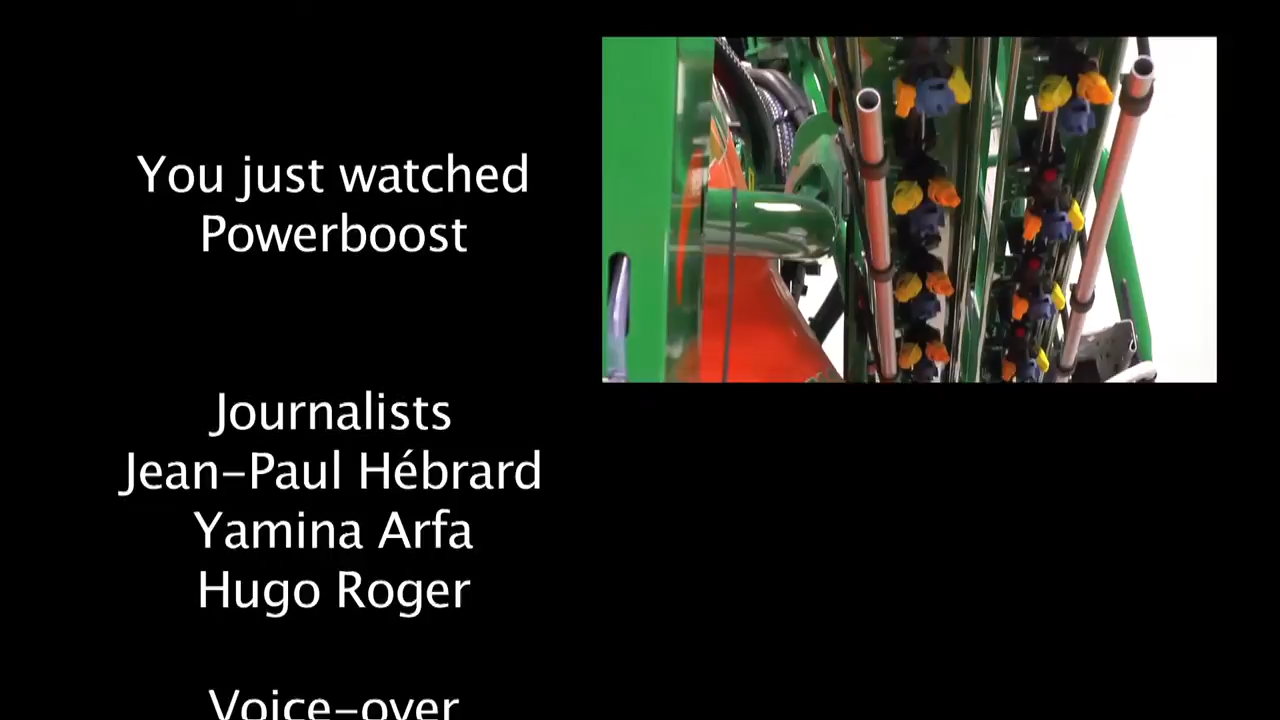 You just watched
Powerboost
Journalists
Jean-Paul Hébrard
Yamina Arfa
Hugo Roger
Voice-over